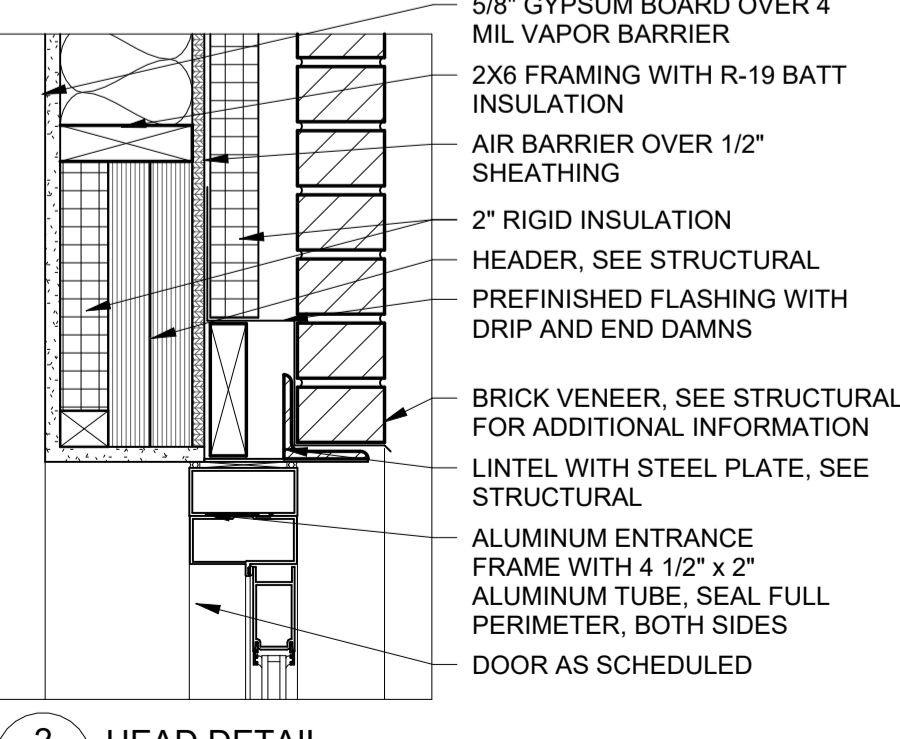 5/8" GYPSUM BOARD OVER 4
MIL VAPOR BARRIER
2X6 FRAMING WITH R-19 BATT
INSULATION
AIR BARRIER OVER 1/2"
SHEATHING
2" RIGID INSULATION
HEADER, SEE STRUCTURAL
PREFINISHED FLASHING WITH
DRIP AND END DAMNS
BRICK VENEER, SEE STRUCTURAL
FOR ADDITIONAL INFORMATION
LINTEL WITH STEEL PLATE, SEE
STRUCTURAL
ALUMINUM ENTRANCE
FRAME WITH 4 1/2" x 2"
ALUMINUM TUBE, SEAL FULL
PERIMETER, BOTH SIDES
DOOR AS SCHEDULED
2 HEAD DETAIL